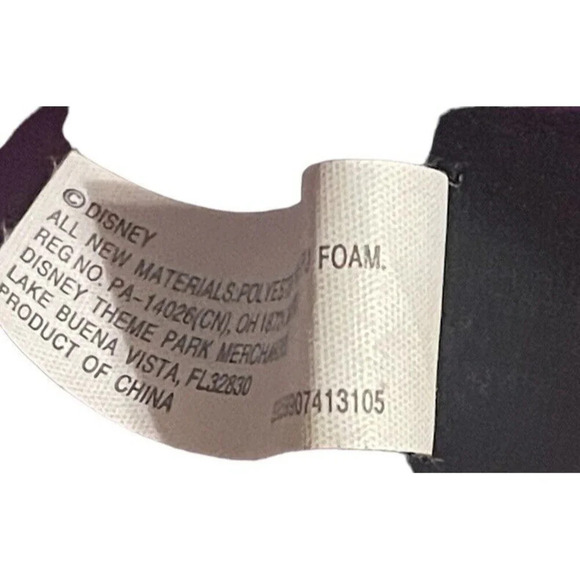 © DISNEY
ALL NEW MATERIALS:POLYEST FOAM.
REG NO. PA-14026(CN), OH
DISNEY THEME PARK
LAKE BUENA VISTA, FL32830
PRODUCT OF CHINA
907413105